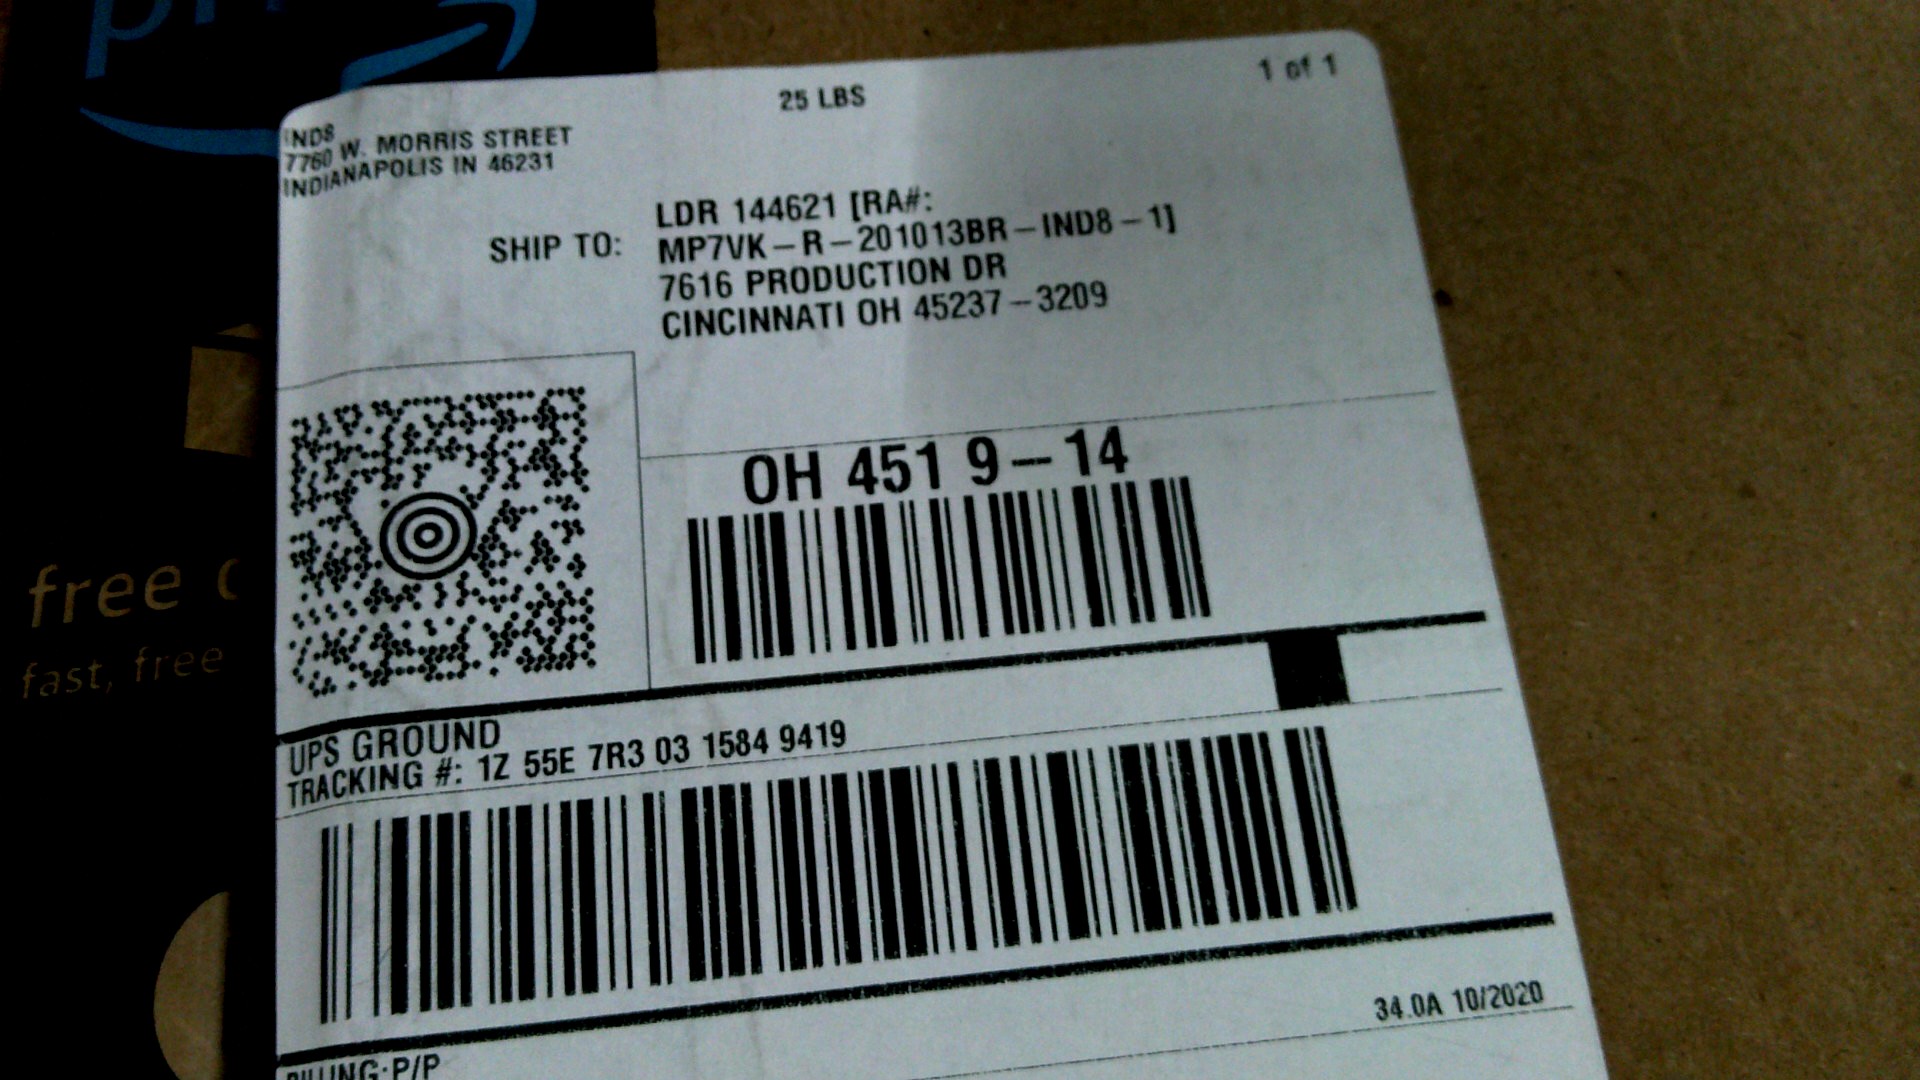 25 LBS
1 of 1
IND8
7760 W. MORRIS STREET
INDIANAPOLIS IN 46231
SHIP TO:
LDR 144621 [RA#:
MP7VK-R-201013BR-IND8-1]
7616 PRODUCTION DR
CINCINNATI OH 45237-3209
OH 451 9-14
UPS GROUND
TRACKING #: 1Z 55E 7R3 03 1584 9419
34.0A 10/2020
BILLING: P/P
free
fast, free